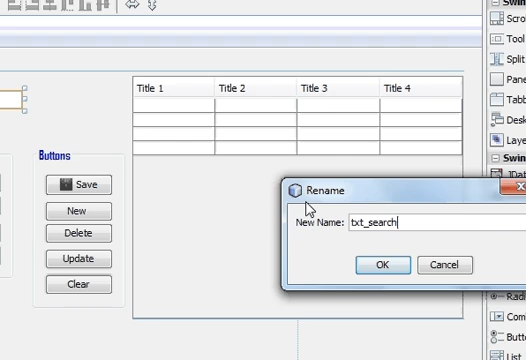 Swin
Scro
Tool
Split
Pane
Tabb
Desk
Laye
Swin
Title 1 Title 2 Title 3 Title 4
Buttons
Save
New
Delete
Update
Clear
Rename
New Name: txt_search
OK Cancel
Radi
Com
Butto
List